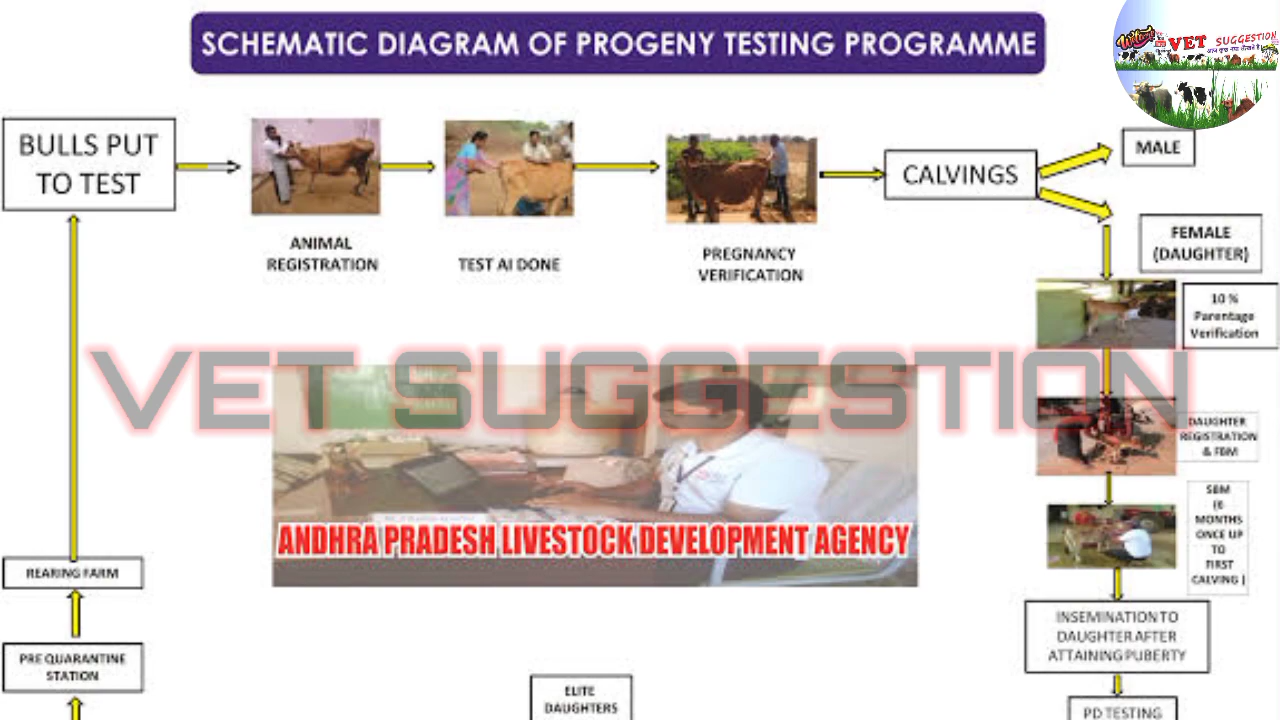 SCHEMATIC DIAGRAM OF PROGENY TESTING PROGRAMME
VET SUGGESTION
BULLS PUT
TO TEST
ANIMAL
REGISTRATION
TEST AI DONE
PREGNANCY
VERIFICATION
CALVINGS
MALE
FEMALE
(DAUGHTER)
10 %
Parentage
Verification
VET SUGGESTION
DAUGHTER
REGISTRATION
& FBM
SBM
(6
MONTHS
ONCE UP
TO
FIRST
CALVING )
ANDHRA PRADESH LIVESTOCK DEVELOPMENT AGENCY
REARING FARM
INSEMINATION TO
DAUGHTER AFTER
ATTAINING PUBERTY
PRE QUARANTINE
STATION
ELITE
DAUGHTERS
PD TESTING